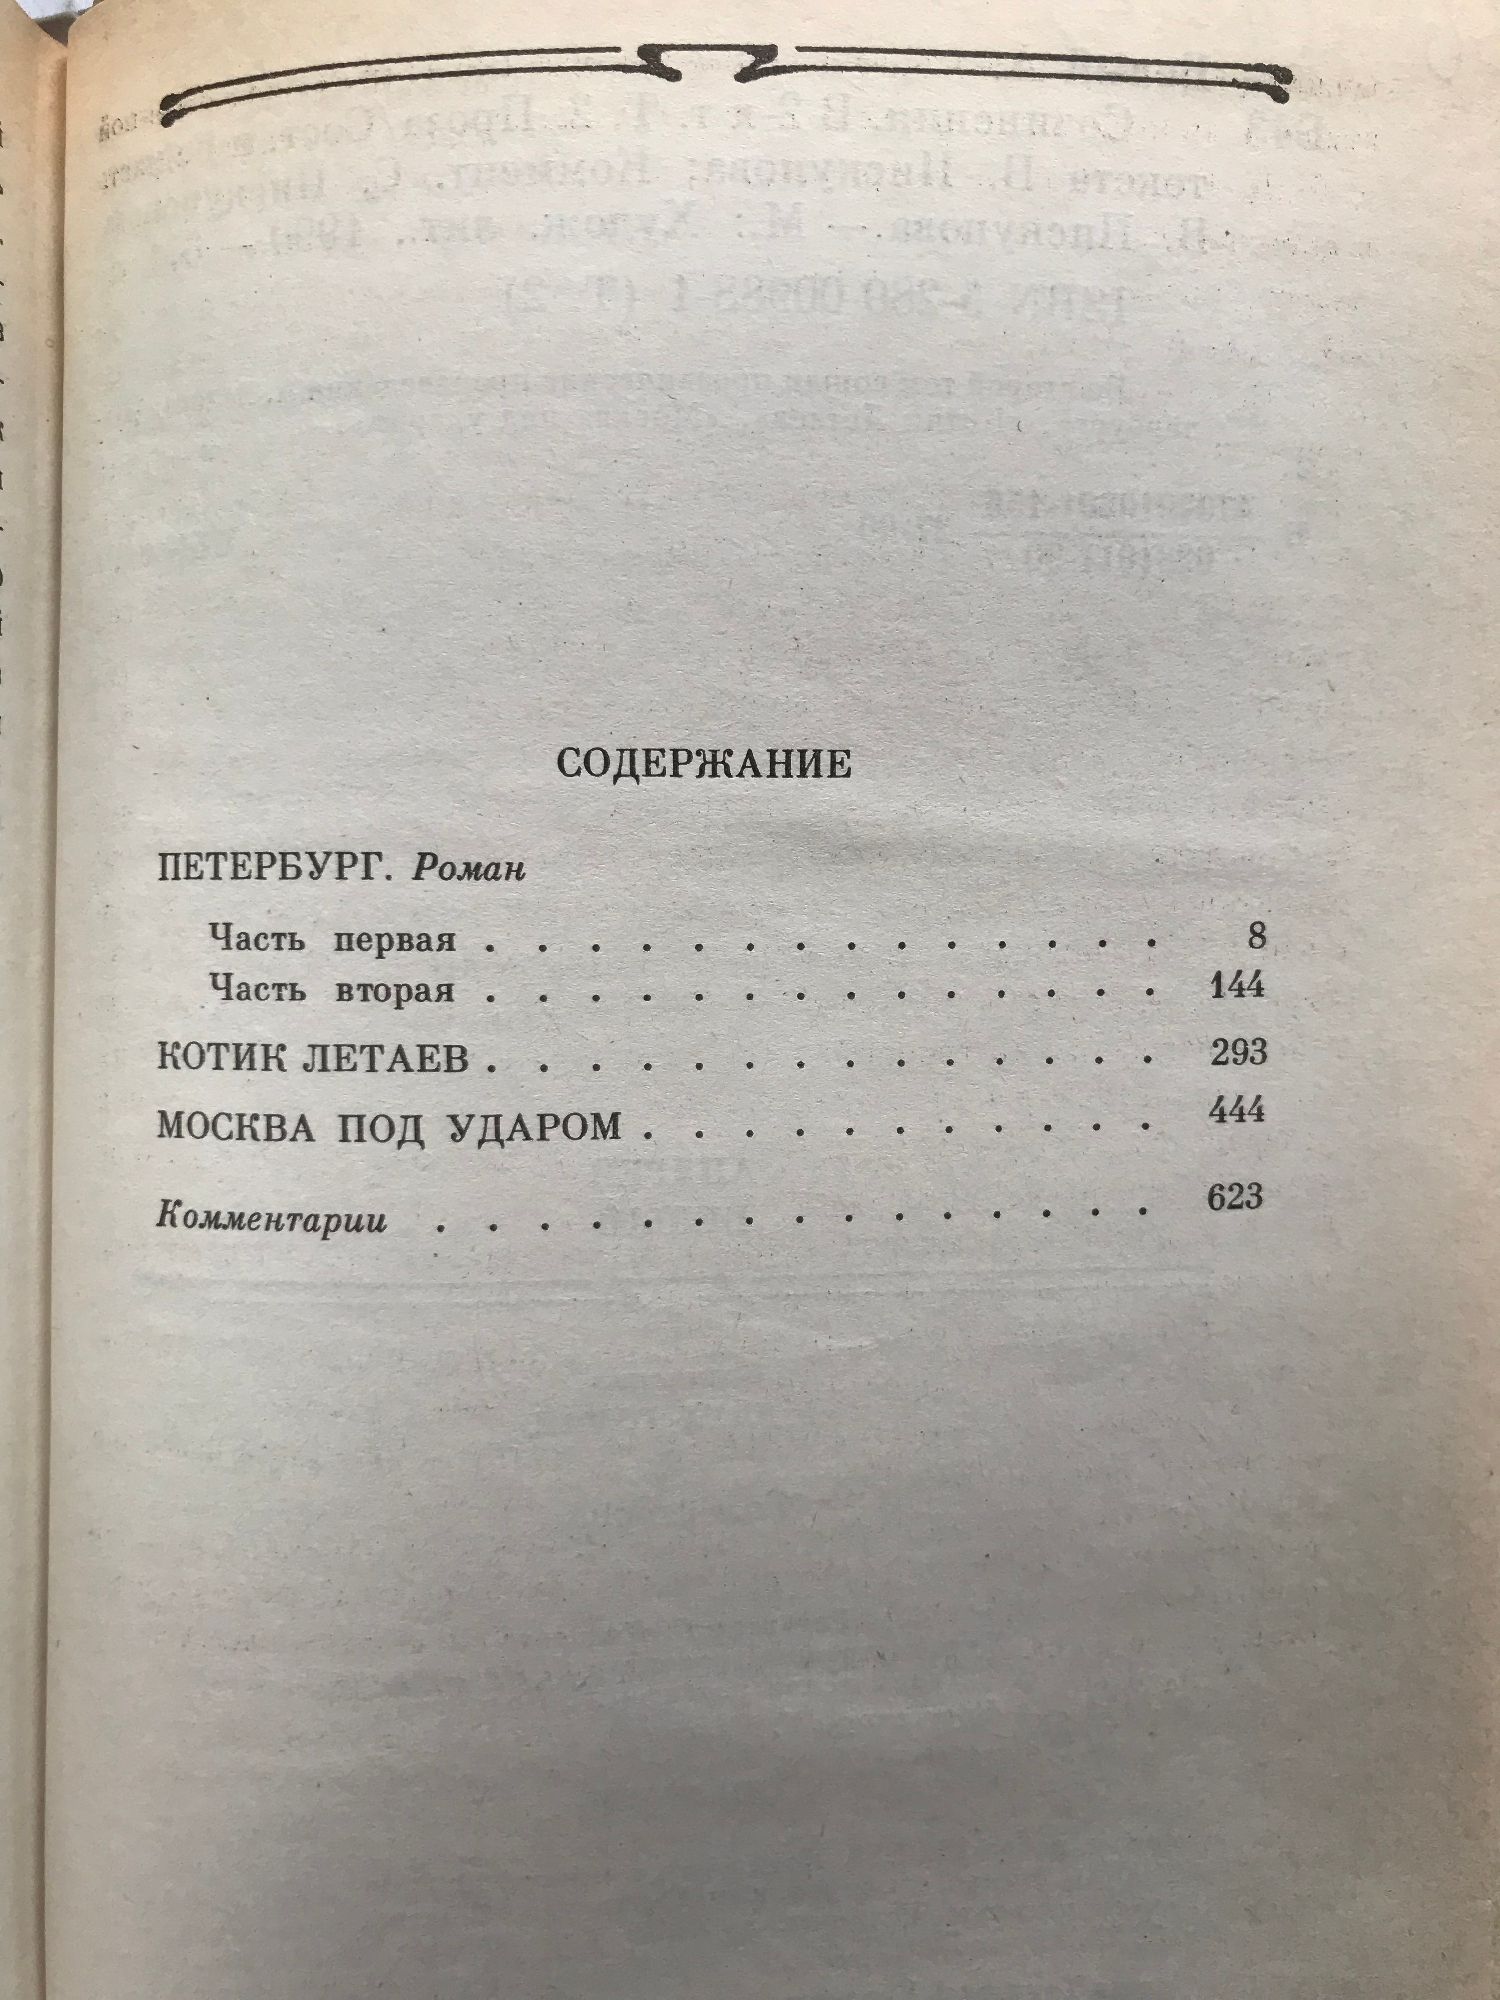 СОДЕРЖАНИЕ
ПЕТЕРБУРГ. Роман
Часть первая . . . . . . . . . . . . . . 8
Часть вторая . . . . . . . . . . . . . . 144
КОТИК ЛЕТАЕВ . . . . . . . . . . . . . . 293
МОСКВА ПОД УДАРОМ . . . . . . . . . . . 444
Комментарии . . . . . . . . . . . . . . . 623